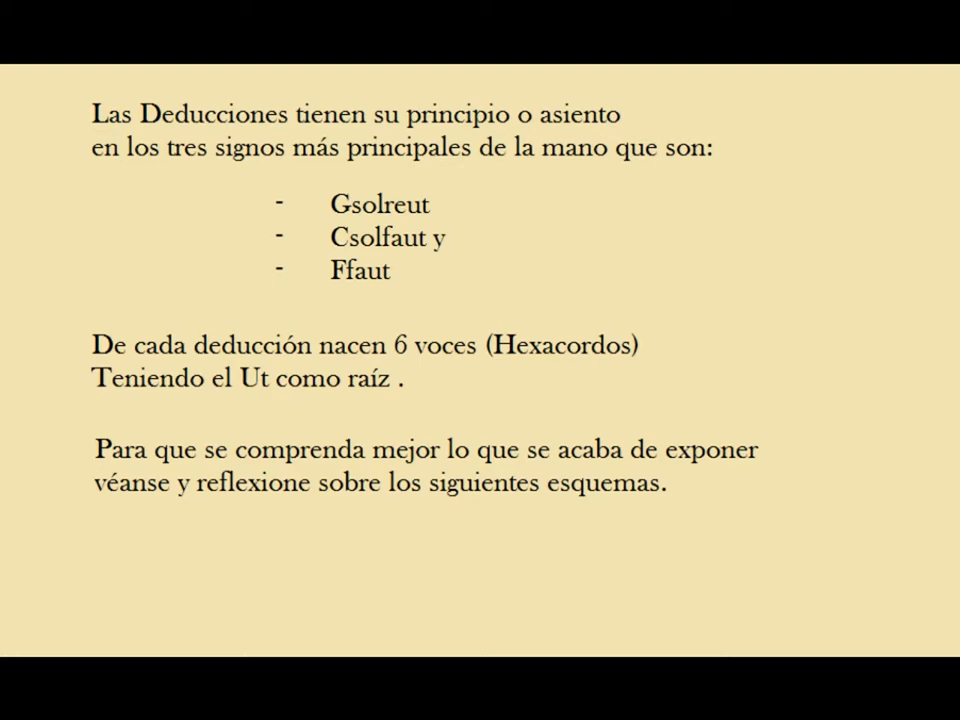 Las Deducciones tienen su principio o asiento
en los tres signos más principales de la mano que son:
- Gsolreut
- Csolfaut y
- Ffaut
De cada deducción nacen 6 voces (Hexacordos)
Teniendo el Ut como raíz .
Para que se comprenda mejor lo que se acaba de exponer
véanse y reflexione sobre los siguientes esquemas.